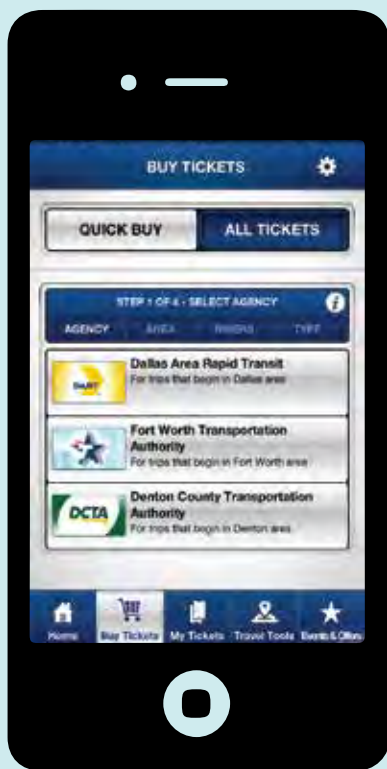 BUY TICKETS
QUICK BUY
ALL TICKETS
STEP 1 OF 4 - SELECT AGENCY
AGENCY AREA RIDERS TYPE
Dallas Area Rapid Transit
For trips that begin in Dallas area
DART
Fort Worth Transportation
Authority
For trips that begin in Fort Worth area
Denton County Transportation
Authority
DCTA
For trips that begin in Denton area
Home Buy Tickets My Tickets Travel Tools Events & Offers